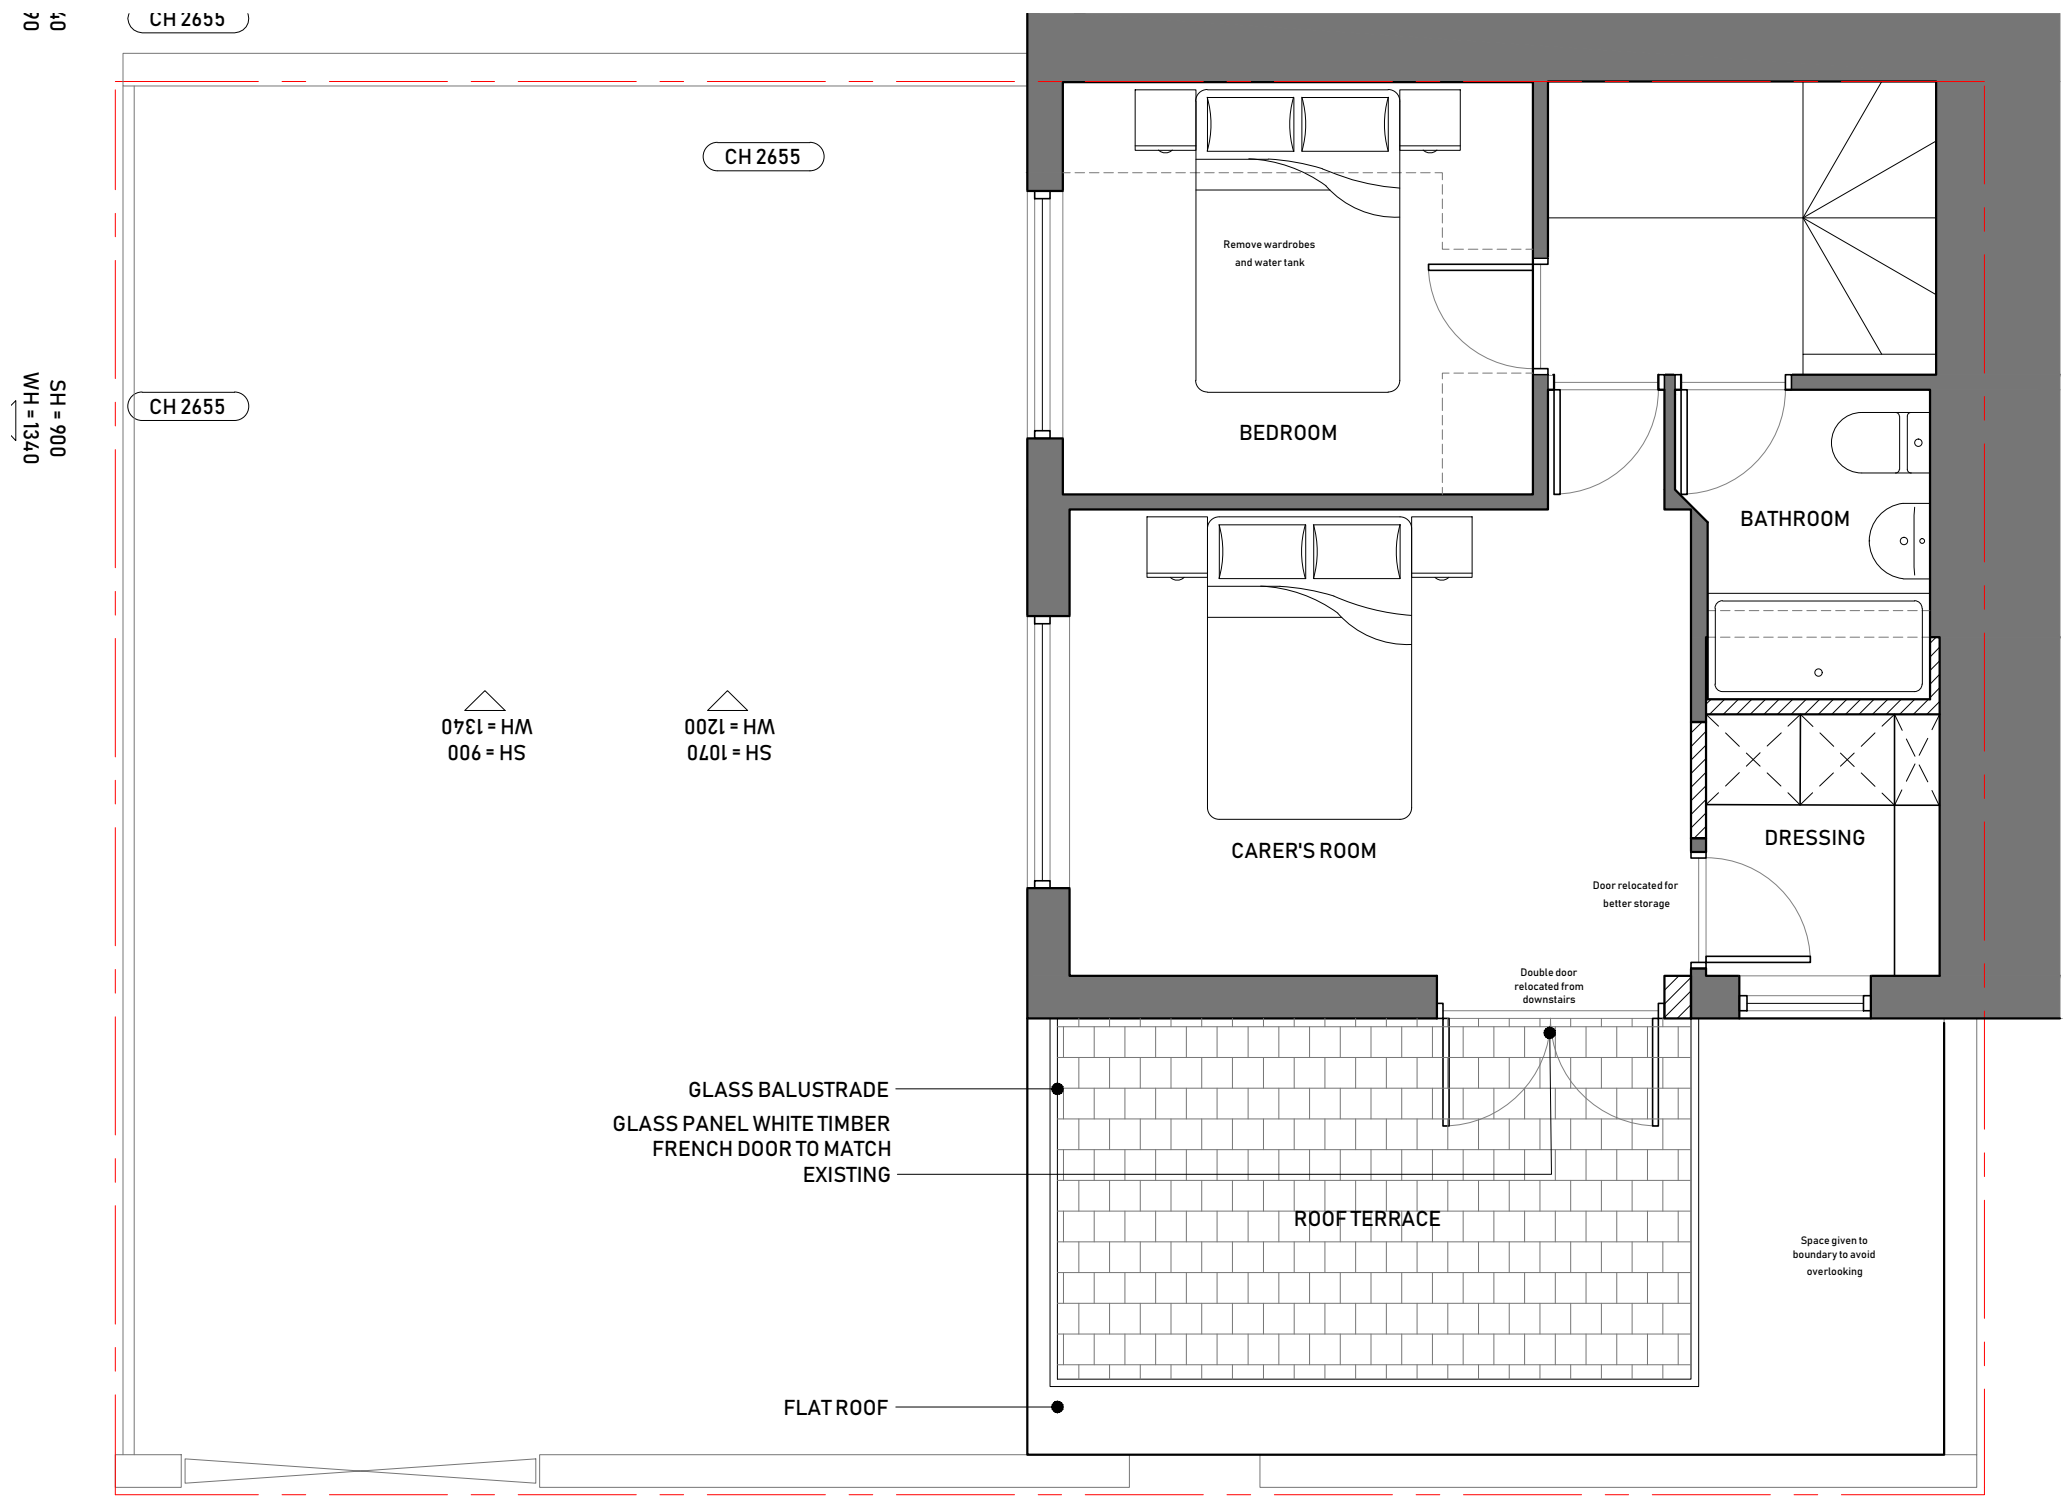 CH 2655
CH 2655
Remove wardrobes
and water tank
SH = 900
WH = 1340
CH 2655
BEDROOM
BATHROOM
WH = 1340
SH = 900
WH = 1200
SH = 1070
CARER'S ROOM
DRESSING
Door relocated for
better storage
Double door
relocated from
downstairs
GLASS BALUSTRADE
GLASS PANEL WHITE TIMBER
FRENCH DOOR TO MATCH
EXISTING
ROOF TERRACE
Space given to
boundary to avoid
overlooking
FLAT ROOF